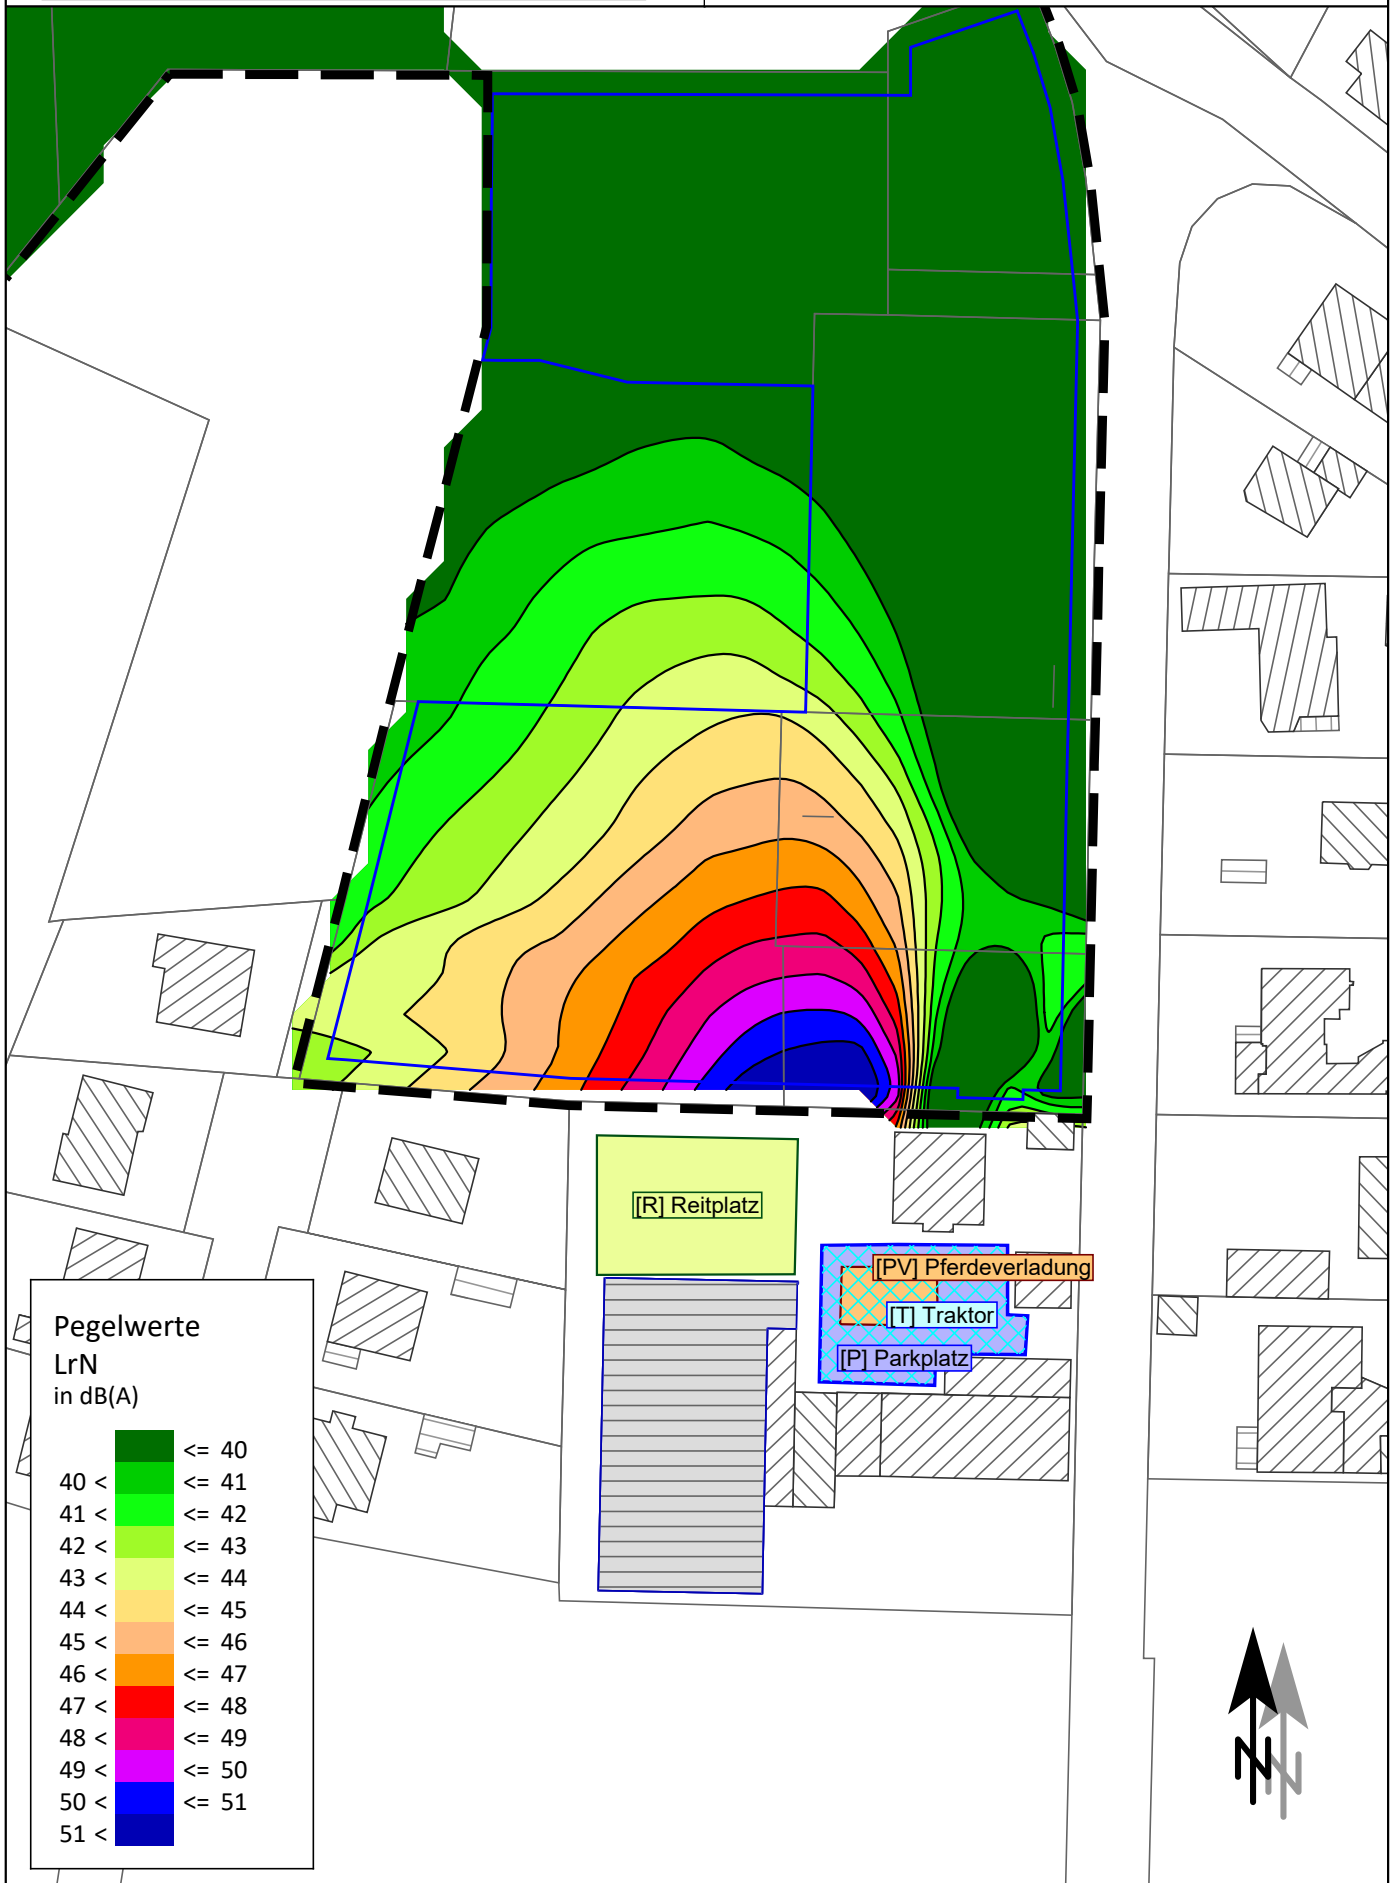 [R] Reitplatz
[PV] Pferdeverladung
[T] Traktor
[P] Parkplatz
Pegelwerte
LrN
in dB(A)
<= 40
40 < <= 41
41 < <= 42
42 < <= 43
43 < <= 44
44 < <= 45
45 < <= 46
46 < <= 47
47 < <= 48
48 < <= 49
49 < <= 50
50 < <= 51
51 <
N